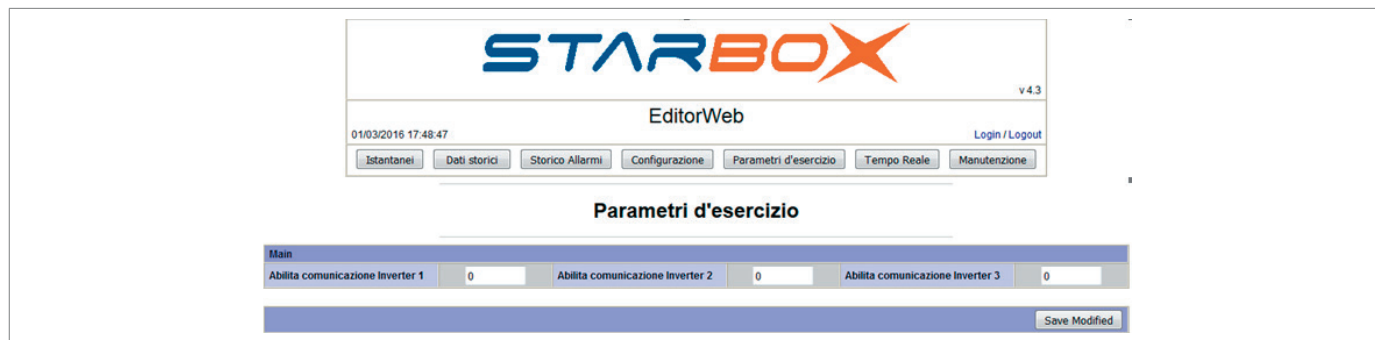 STARBOX
v 4.3
EditorWeb
01/03/2016 17:48:47 Login / Logout
Istantanei Dati storici Storico Allarmi Configurazione Parametri d'esercizio Tempo Reale Manutenzione
Parametri d'esercizio
Main
Abilita comunicazione Inverter 1 0 Abilita comunicazione Inverter 2 0 Abilita comunicazione Inverter 3 0
Save Modified